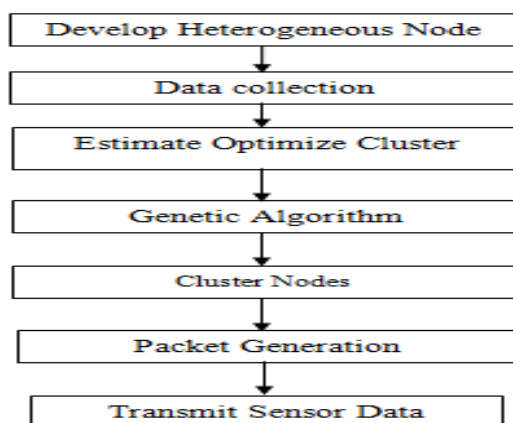 Develop Heterogeneous Node
Data collection
Estimate Optimize Cluster
Genetic Algorithm
Cluster Nodes
Packet Generation
Transmit Sensor Data